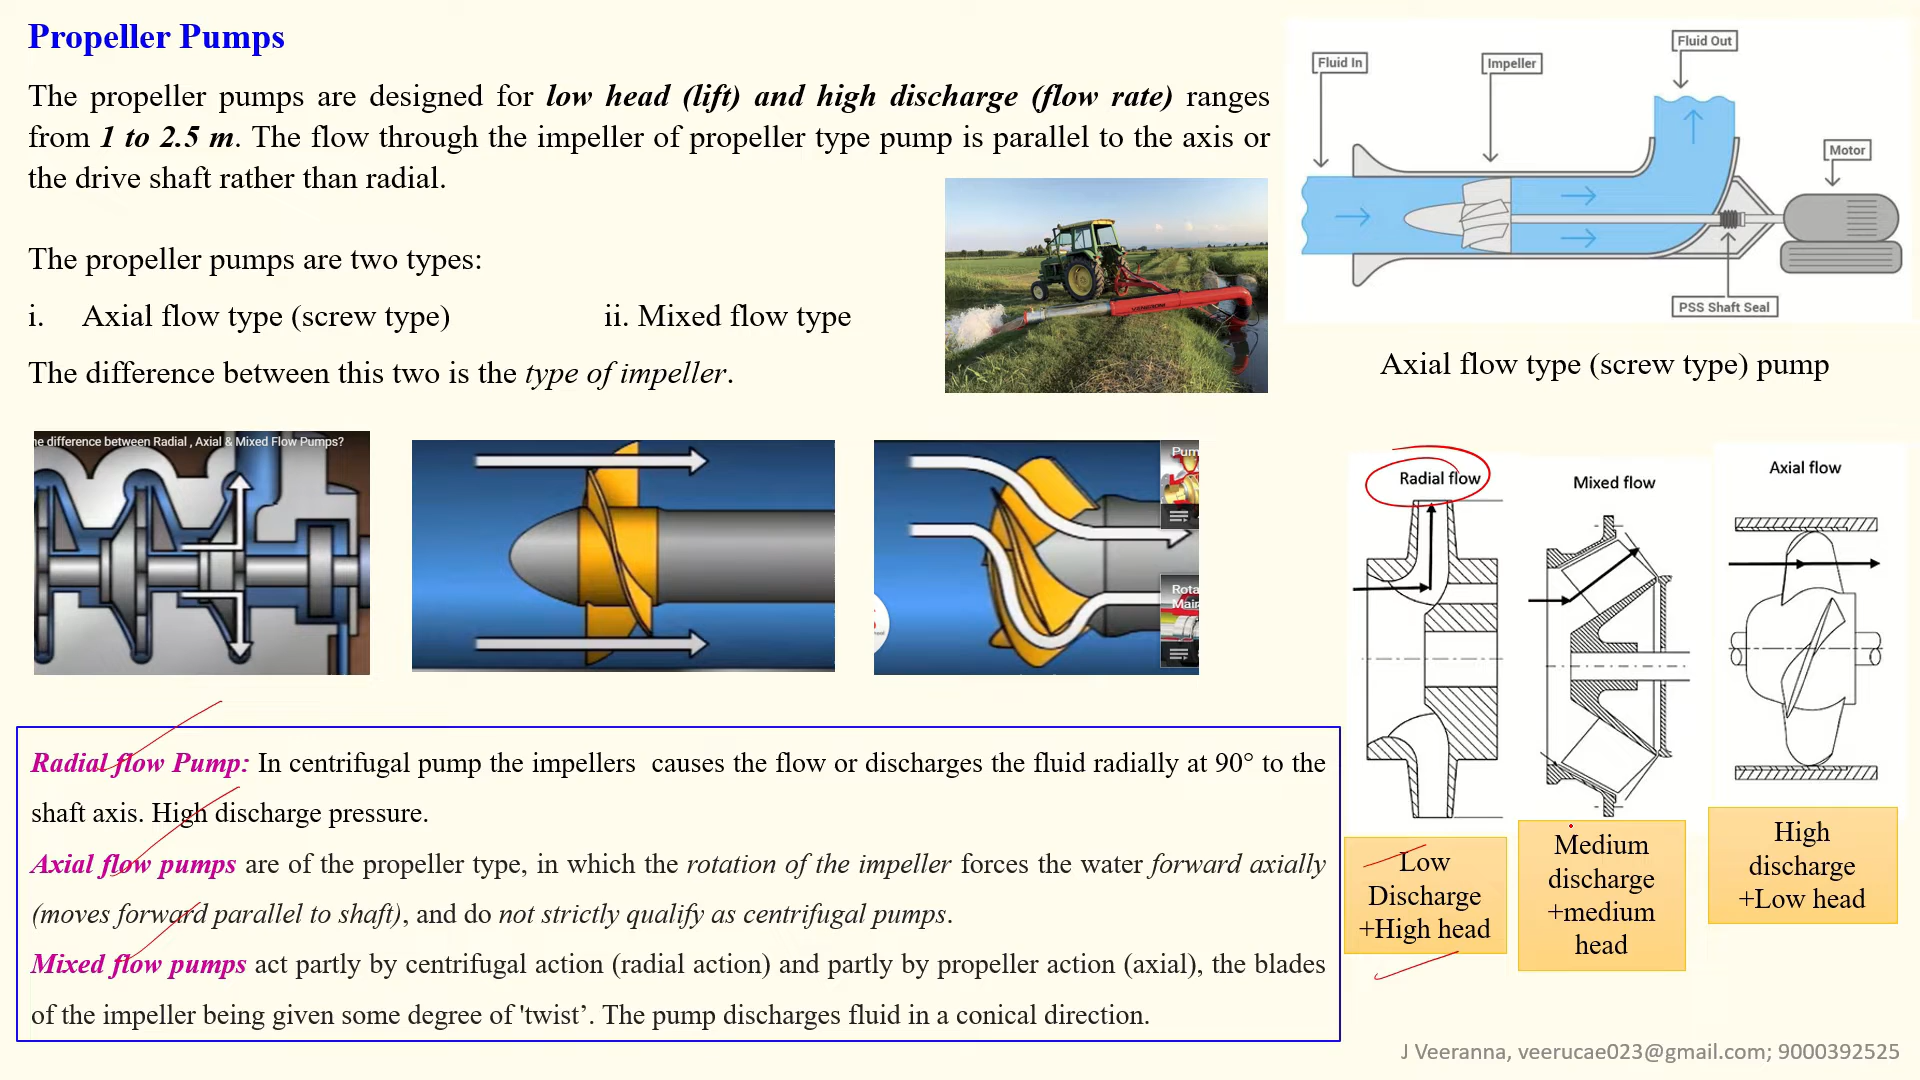 Propeller Pumps
The propeller pumps are designed for low head (lift) and high discharge (flow rate) ranges
from 1 to 2.5 m. The flow through the impeller of propeller type pump is parallel to the axis or
the drive shaft rather than radial.
The propeller pumps are two types:
i. Axial flow type (screw type) ii. Mixed flow type
The difference between this two is the type of impeller.
Fluid In
Impeller
Fluid Out
Motor
PSS Shaft Seal
Axial flow type (screw type) pump
he difference between Radial , Axial & Mixed Flow Pumps?
Pum
Rota
Main
Radial flow
Mixed flow
Axial flow
Radial flow Pump: In centrifugal pump the impellers causes the flow or discharges the fluid radially at 90° to the
shaft axis. High discharge pressure.
Axial flow pumps are of the propeller type, in which the rotation of the impeller forces the water forward axially
(moves forward parallel to shaft), and do not strictly qualify as centrifugal pumps.
Mixed flow pumps act partly by centrifugal action (radial action) and partly by propeller action (axial), the blades
of the impeller being given some degree of 'twist’. The pump discharges fluid in a conical direction.
Low
Discharge
+High head
Medium
discharge
+medium
head
High
discharge
+Low head
J Veeranna, veerucae023@gmail.com; 9000392525